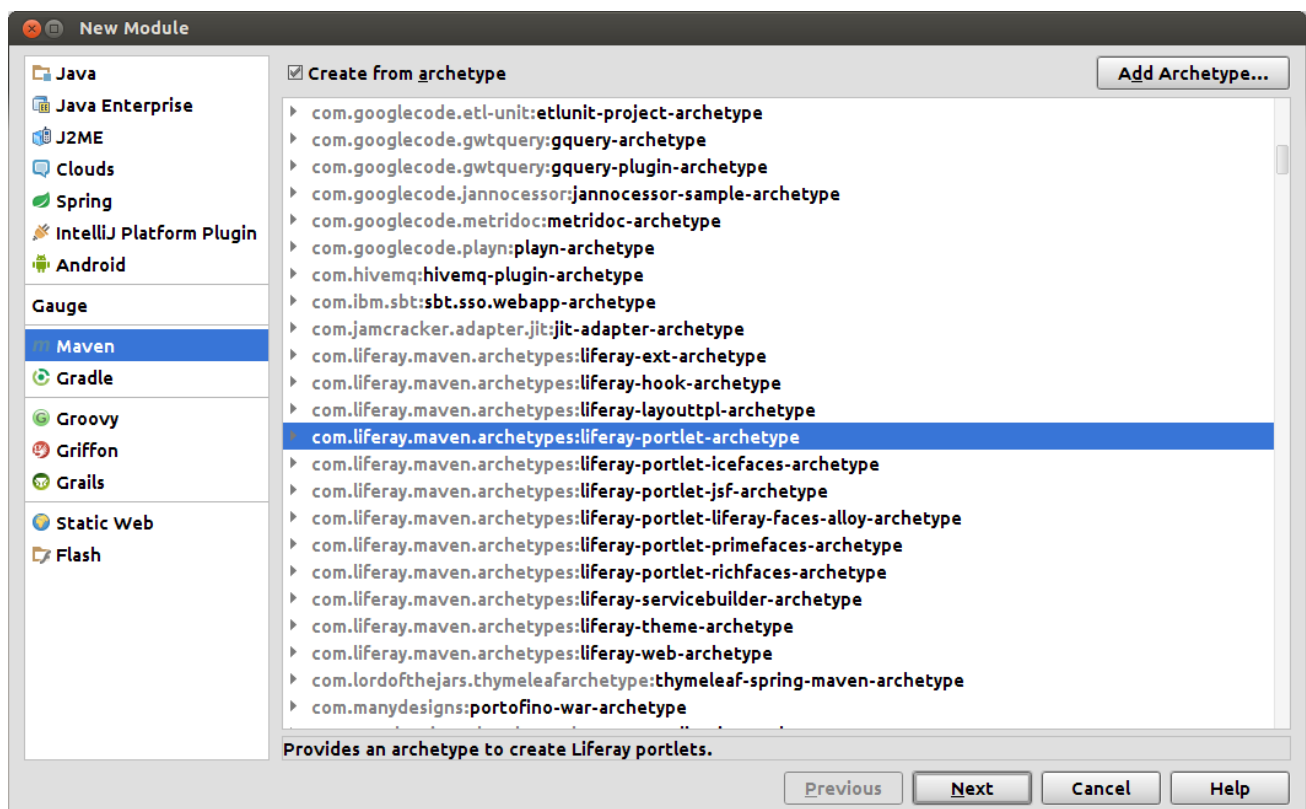 New Module
Java
Java Enterprise
J2ME
Clouds
Spring
IntelliJ Platform Plugin
Android
Gauge
Maven
Gradle
Groovy
Griffon
Grails
Static Web
Flash
Create from archetype
Add Archetype...
com.googlecode.etl-unit:etlunit-project-archetype
com.googlecode.gwtquery:gquery-archetype
com.googlecode.gwtquery:gquery-plugin-archetype
com.googlecode.jannocessor:jannocessor-sample-archetype
com.googlecode.metridoc:metridoc-archetype
com.googlecode.playn:playn-archetype
com.hivemq:hivemq-plugin-archetype
com.ibm.sbt:sbt.sso.webapp-archetype
com.jamcracker.adapter.jit:jit-adapter-archetype
com.liferay.maven.archetypes:liferay-ext-archetype
com.liferay.maven.archetypes:liferay-hook-archetype
com.liferay.maven.archetypes:liferay-layouttpl-archetype
com.liferay.maven.archetypes:liferay-portlet-archetype
com.liferay.maven.archetypes:liferay-portlet-icefaces-archetype
com.liferay.maven.archetypes:liferay-portlet-jsf-archetype
com.liferay.maven.archetypes:liferay-portlet-liferay-faces-alloy-archetype
com.liferay.maven.archetypes:liferay-portlet-primefaces-archetype
com.liferay.maven.archetypes:liferay-portlet-richfaces-archetype
com.liferay.maven.archetypes:liferay-servicebuilder-archetype
com.liferay.maven.archetypes:liferay-theme-archetype
com.liferay.maven.archetypes:liferay-web-archetype
com.lordofthejars.thymeleafarchetype:thymeleaf-spring-maven-archetype
com.manydesigns:portofino-war-archetype
Provides an archetype to create Liferay portlets.
Previous
Next
Cancel
Help